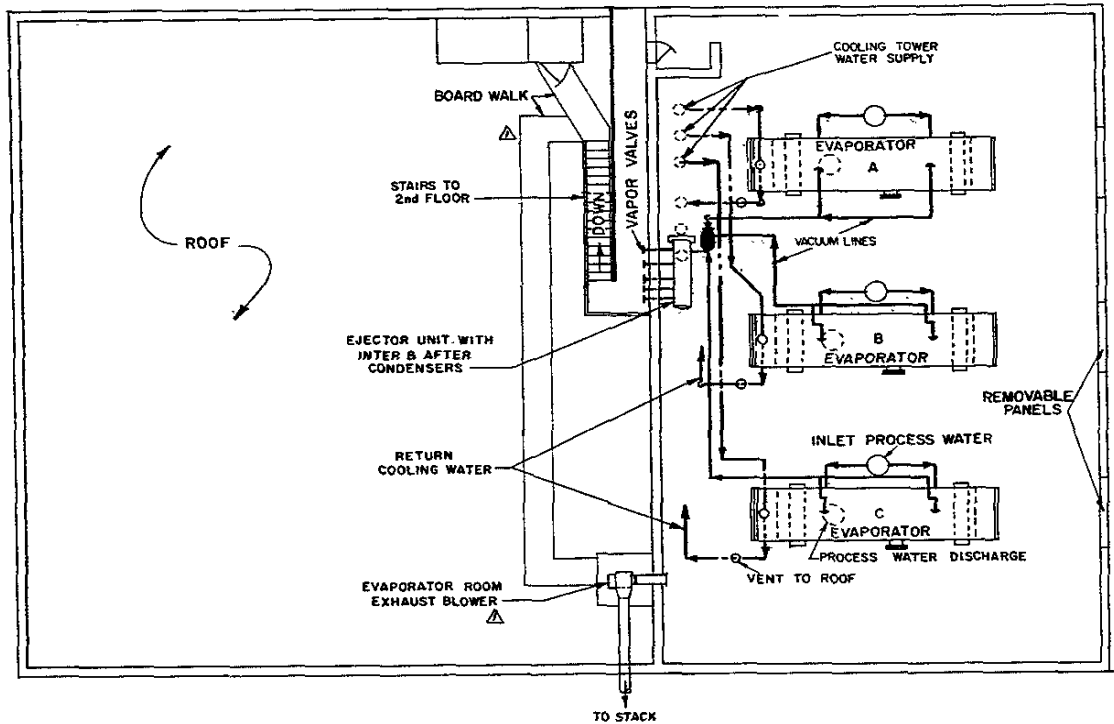 COOLING TOWER
WATER SUPPLY
BOARD WALK
1
VAPOR VALVES
EVAPORATOR
A
STAIRS TO
2nd FLOOR
DOWN
ROOF
VACUUM LINES
EJECTOR UNIT WITH
INTER & AFTER
CONDENSERS
B
EVAPORATOR
REMOVABLE
PANELS
INLET PROCESS WATER
RETURN
COOLING WATER
C
EVAPORATOR
PROCESS WATER DISCHARGE
VENT TO ROOF
EVAPORATOR ROOM
EXHAUST BLOWER
1
TO STACK